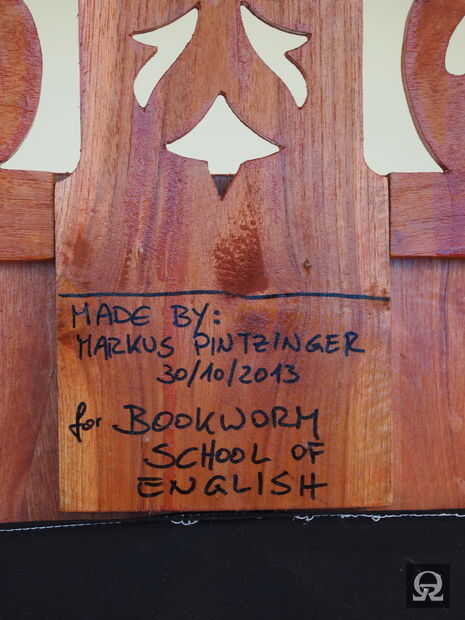 MADE BY:
MARKUS PINTZINGER
30/10/2013
for BOOKWORM
SCHOOL OF
ENGLISH